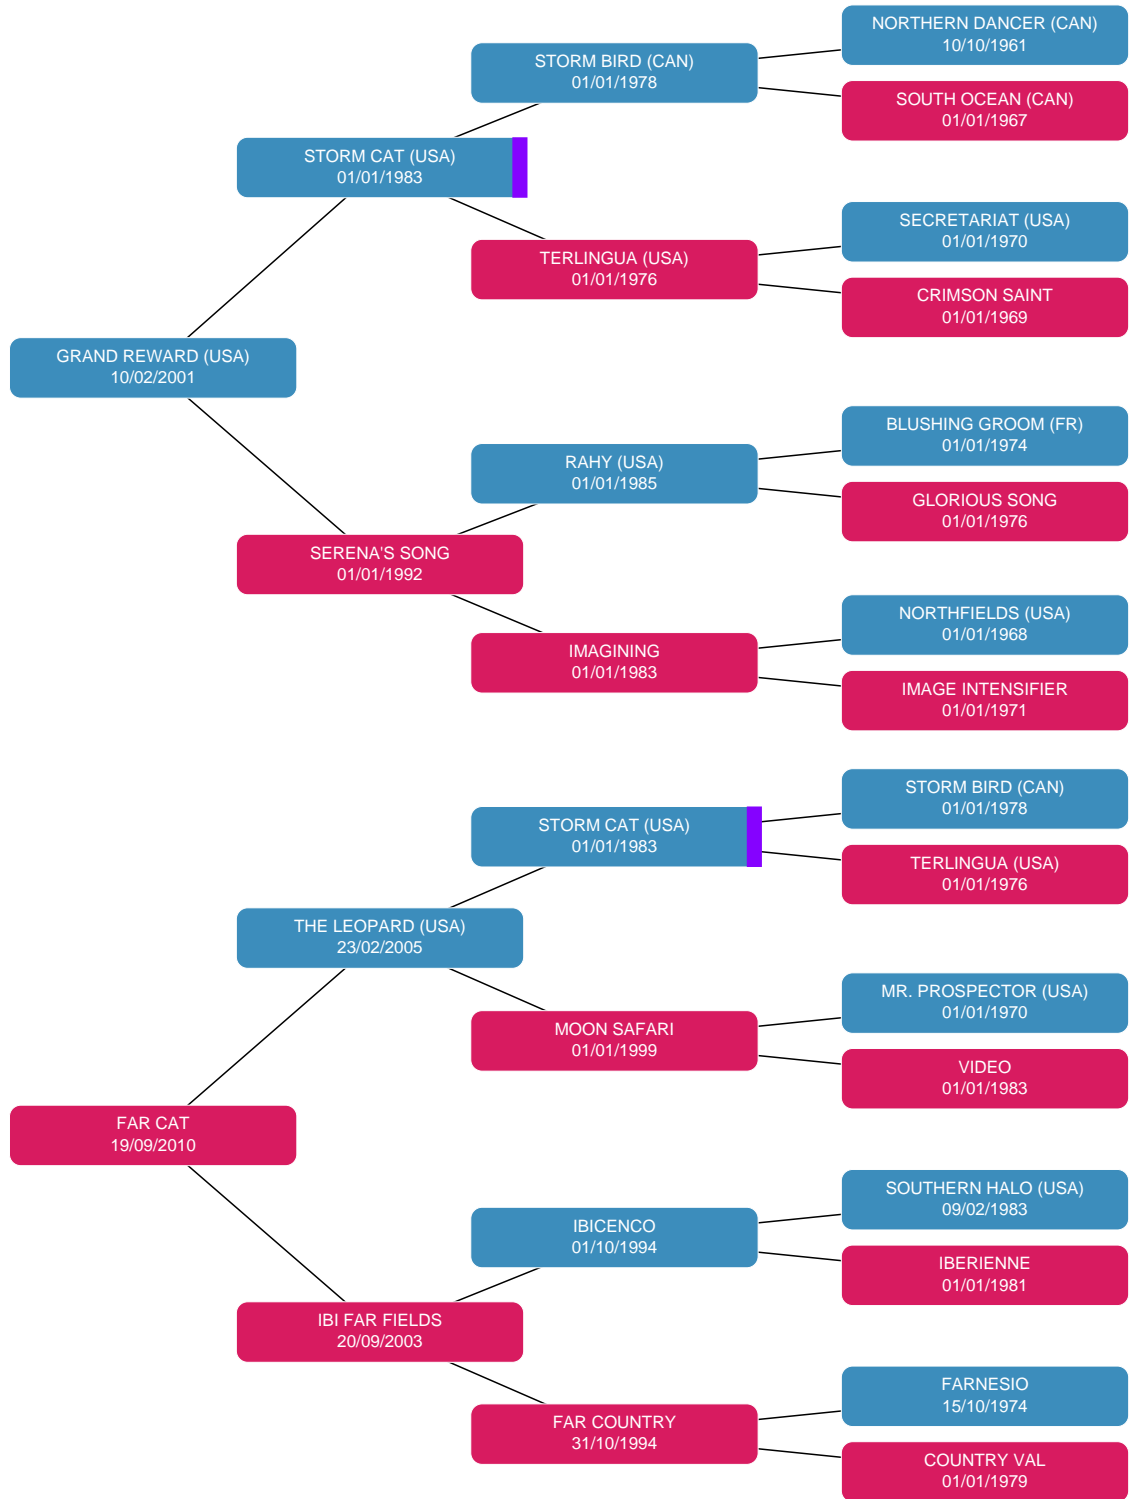 NORTHERN DANCER (CAN)
10/10/1961
STORM BIRD (CAN)
01/01/1978
SOUTH OCEAN (CAN)
01/01/1967
STORM CAT (USA)
01/01/1983
SECRETARIAT (USA)
01/01/1970
TERLINGUA (USA)
01/01/1976
CRIMSON SAINT
01/01/1969
GRAND REWARD (USA)
10/02/2001
BLUSHING GROOM (FR)
01/01/1974
RAHY (USA)
01/01/1985
GLORIOUS SONG
01/01/1976
SERENA'S SONG
01/01/1992
NORTHFIELDS (USA)
01/01/1968
IMAGINING
01/01/1983
IMAGE INTENSIFIER
01/01/1971
STORM BIRD (CAN)
01/01/1978
STORM CAT (USA)
01/01/1983
TERLINGUA (USA)
01/01/1976
THE LEOPARD (USA)
23/02/2005
MR. PROSPECTOR (USA)
01/01/1970
MOON SAFARI
01/01/1999
VIDEO
01/01/1983
FAR CAT
19/09/2010
SOUTHERN HALO (USA)
09/02/1983
IBICENCO
01/10/1994
IBERIENNE
01/01/1981
IBI FAR FIELDS
20/09/2003
FARNESIO
15/10/1974
FAR COUNTRY
31/10/1994
COUNTRY VAL
01/01/1979